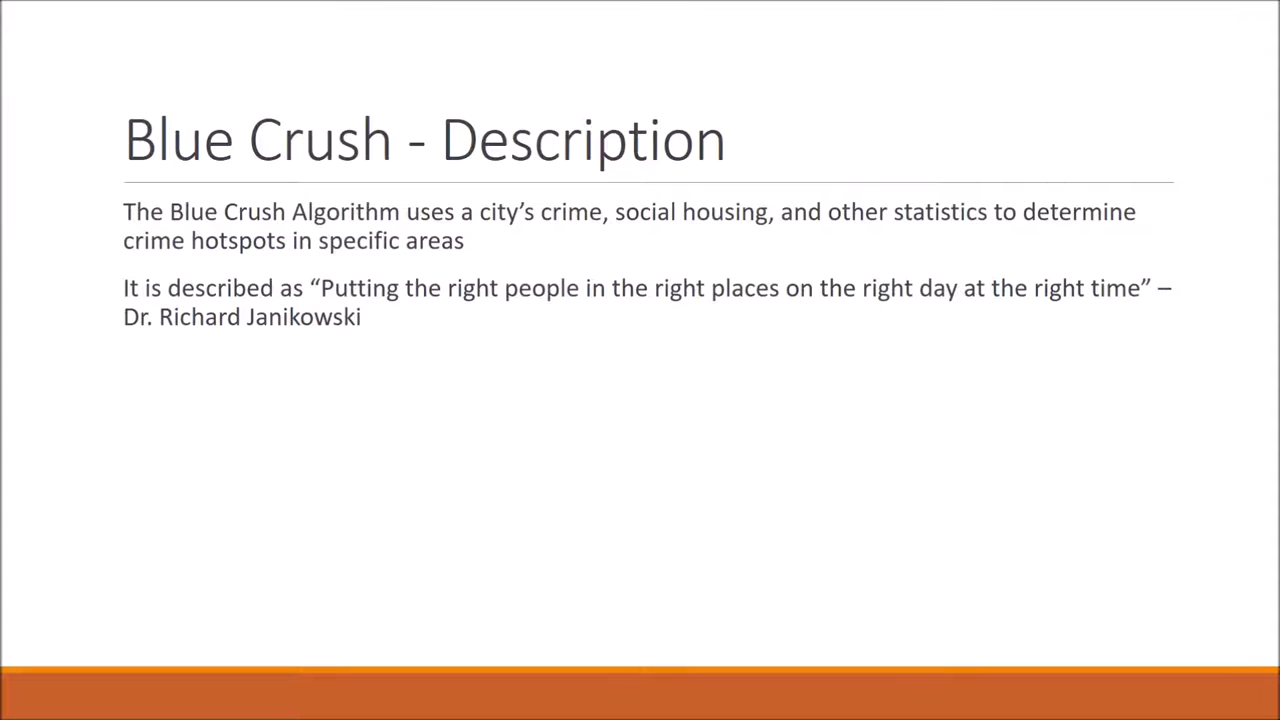 Blue Crush - Description
The Blue Crush Algorithm uses a city’s crime, social housing, and other statistics to determine
crime hotspots in specific areas
It is described as “Putting the right people in the right places on the right day at the right time” –
Dr. Richard Janikowski